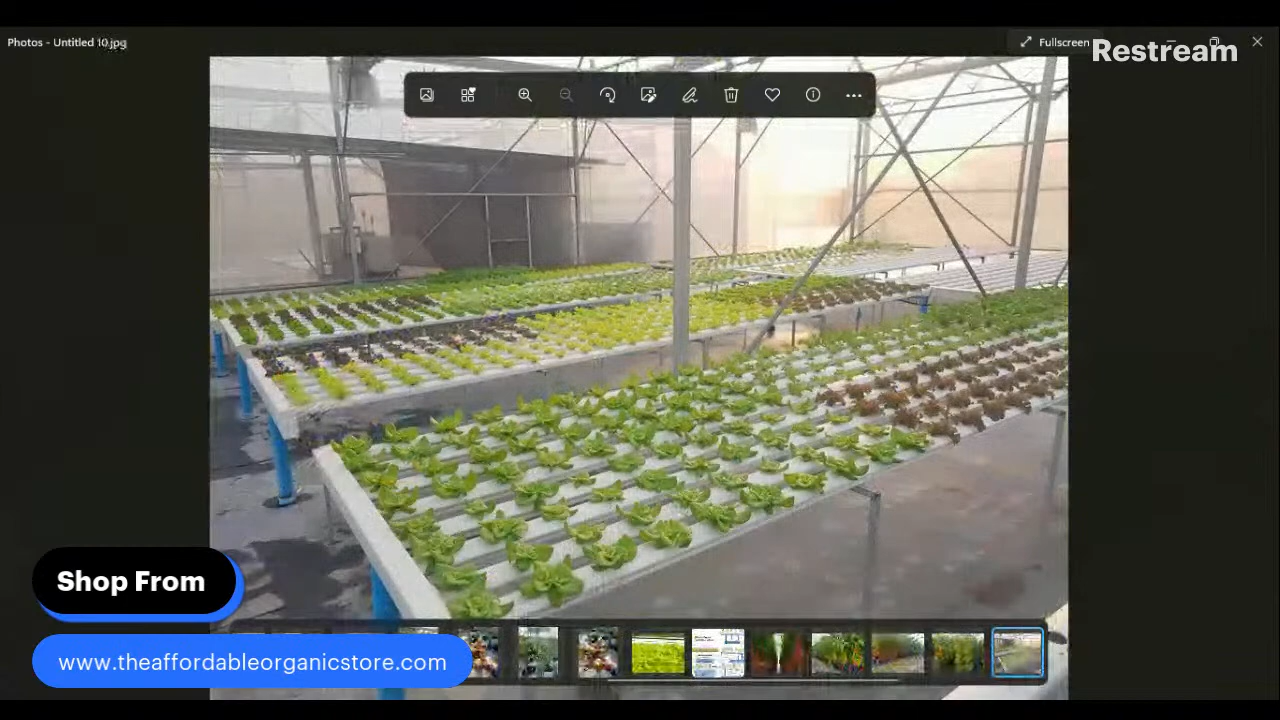 Photos - Untitled 10.jpg
Fullscreen
Restream
Shop From
www.theaffordableorganicstore.com